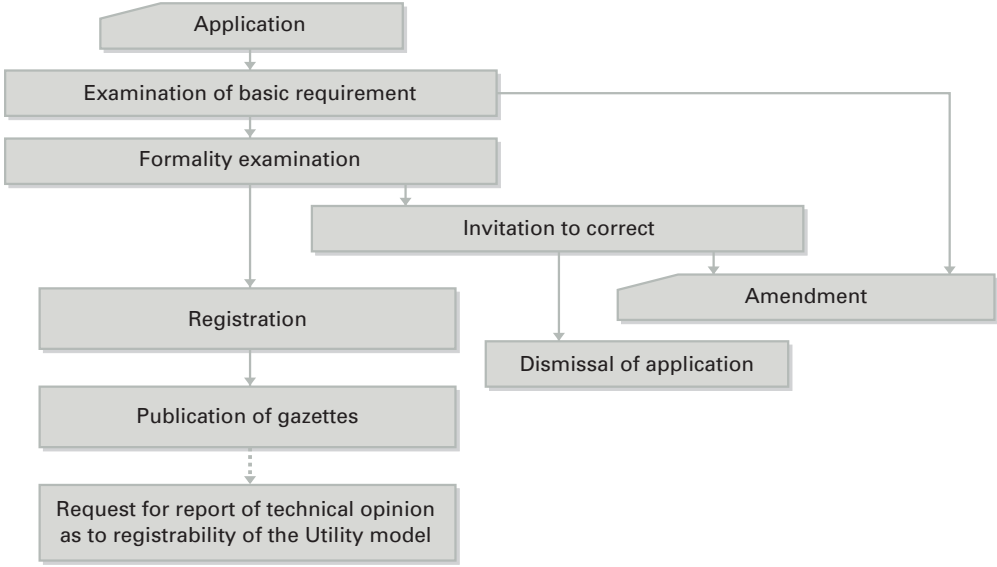 Application
Examination of basic requirement
Formality examination
Invitation to correct
Amendment
Registration
Dismissal of application
Publication of gazettes
Request for report of technical opinion
as to registrability of the Utility model